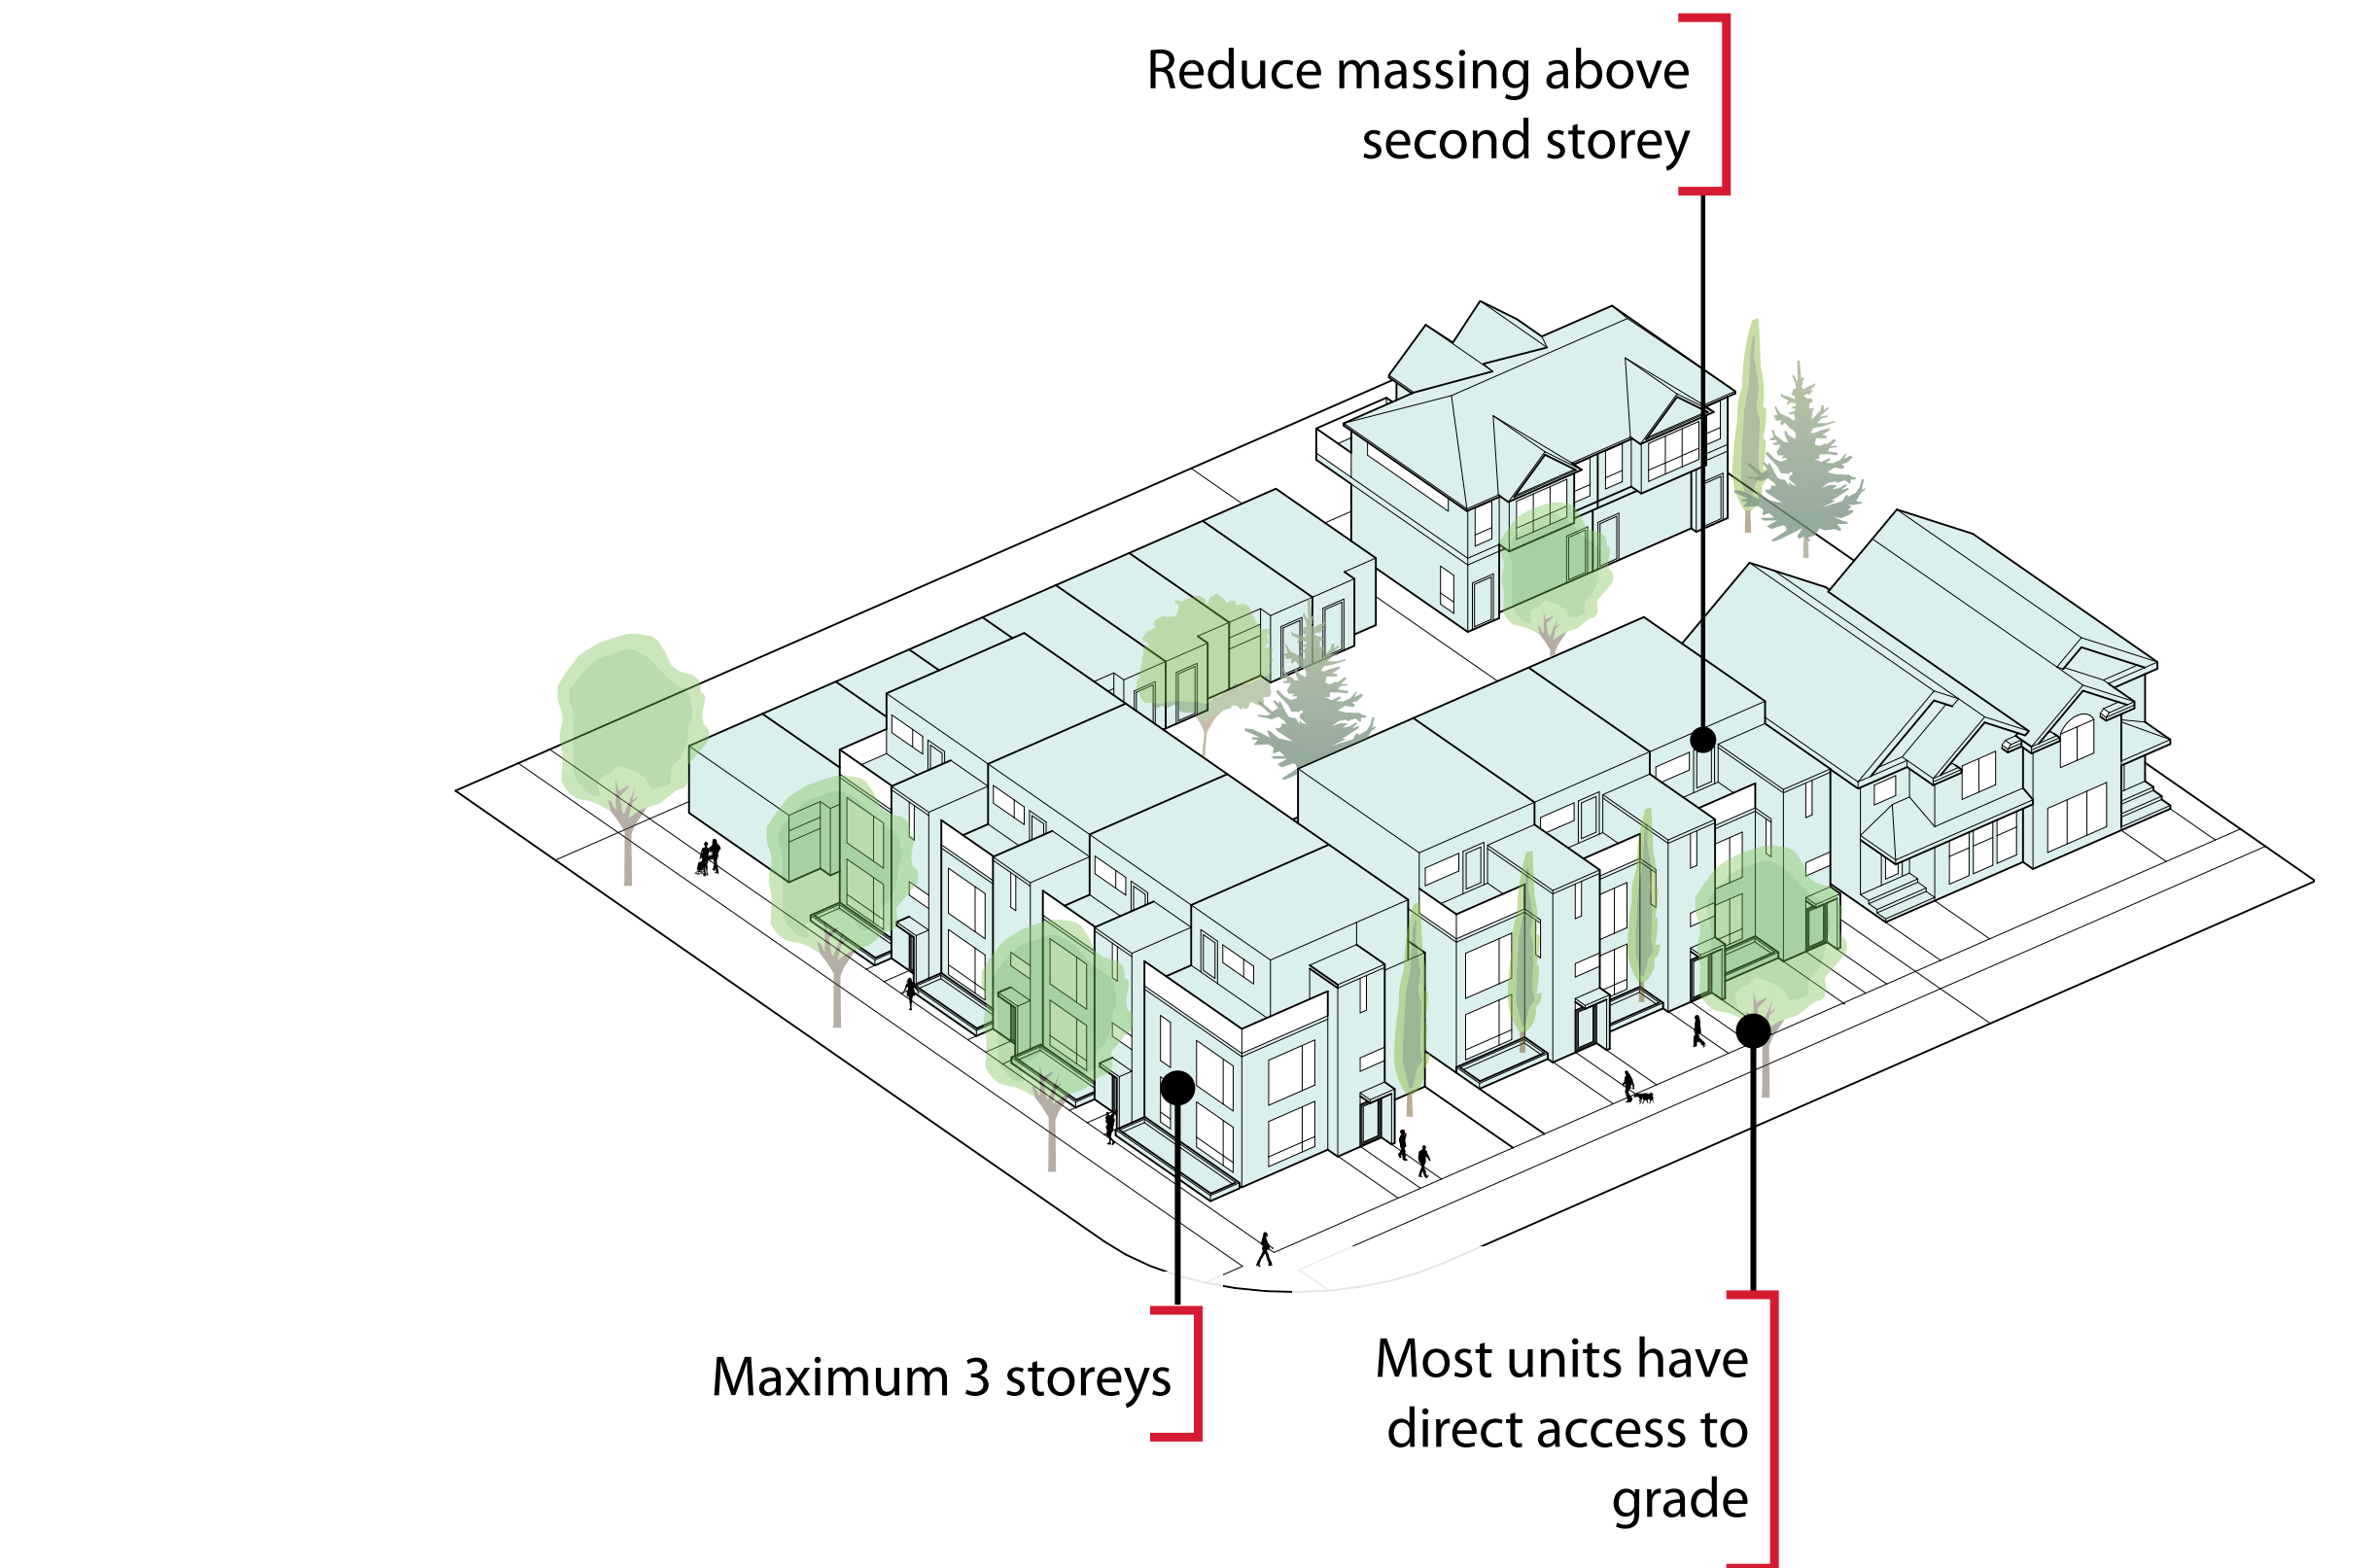 Reduce massing above
second storey
Maximum 3 storeys
Most units have
direct access to
grade